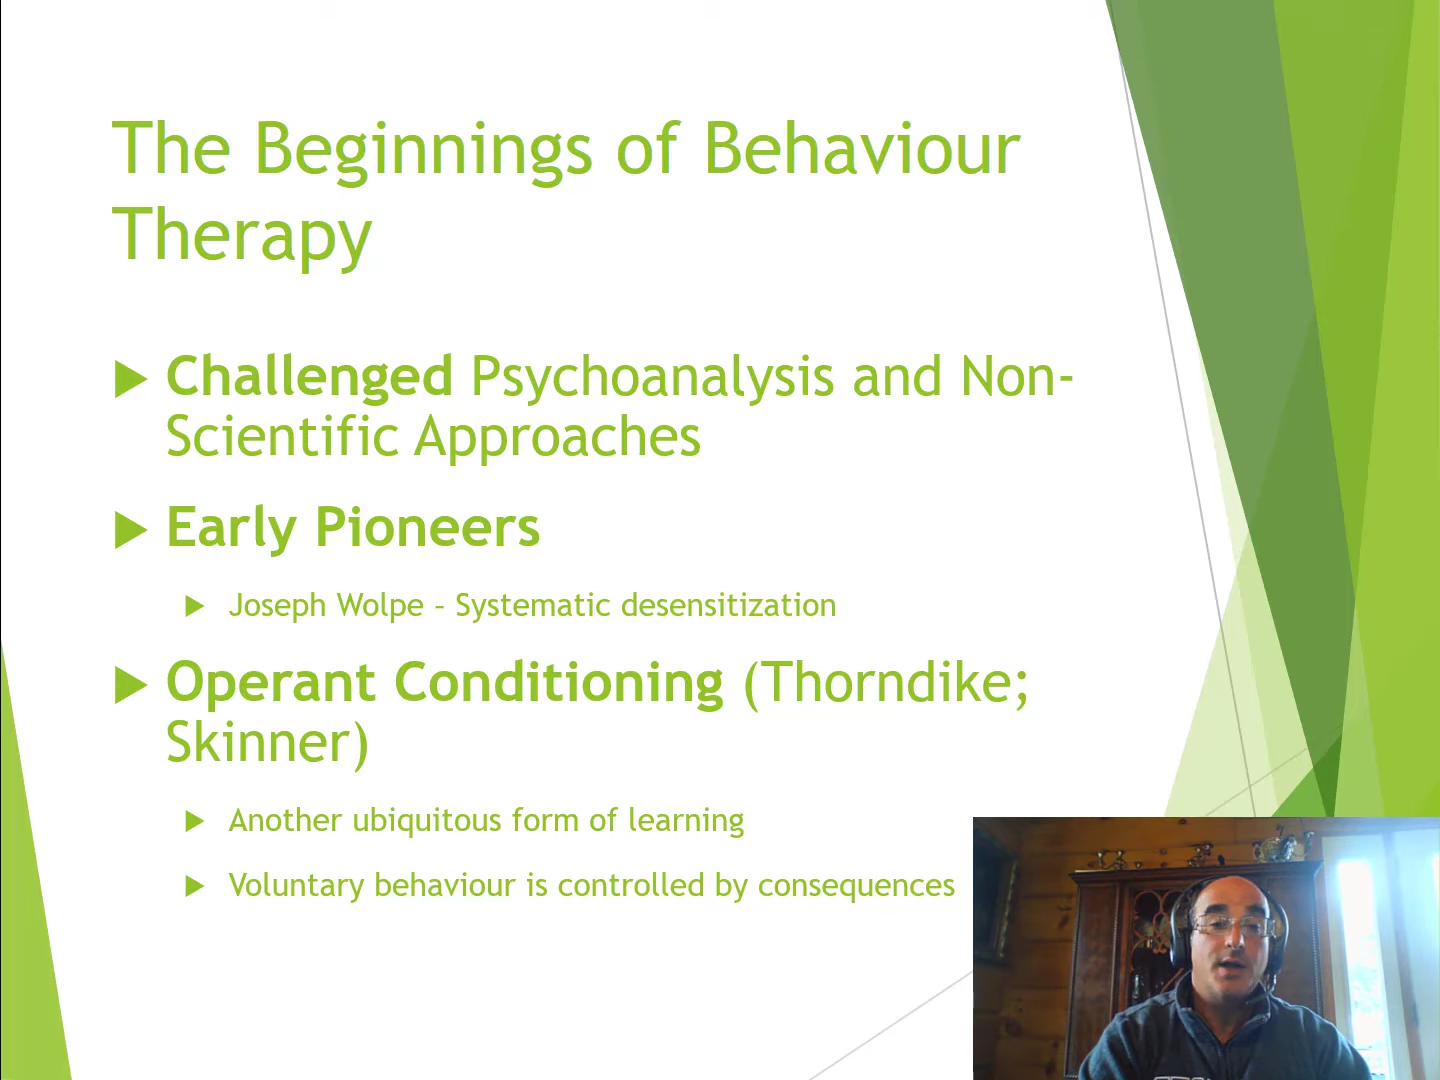 The Beginnings of Behaviour
Therapy
Challenged Psychoanalysis and Non-
Scientific Approaches
Early Pioneers
Joseph Wolpe – Systematic desensitization
Operant Conditioning (Thorndike;
Skinner)
Another ubiquitous form of learning
Voluntary behaviour is controlled by consequences